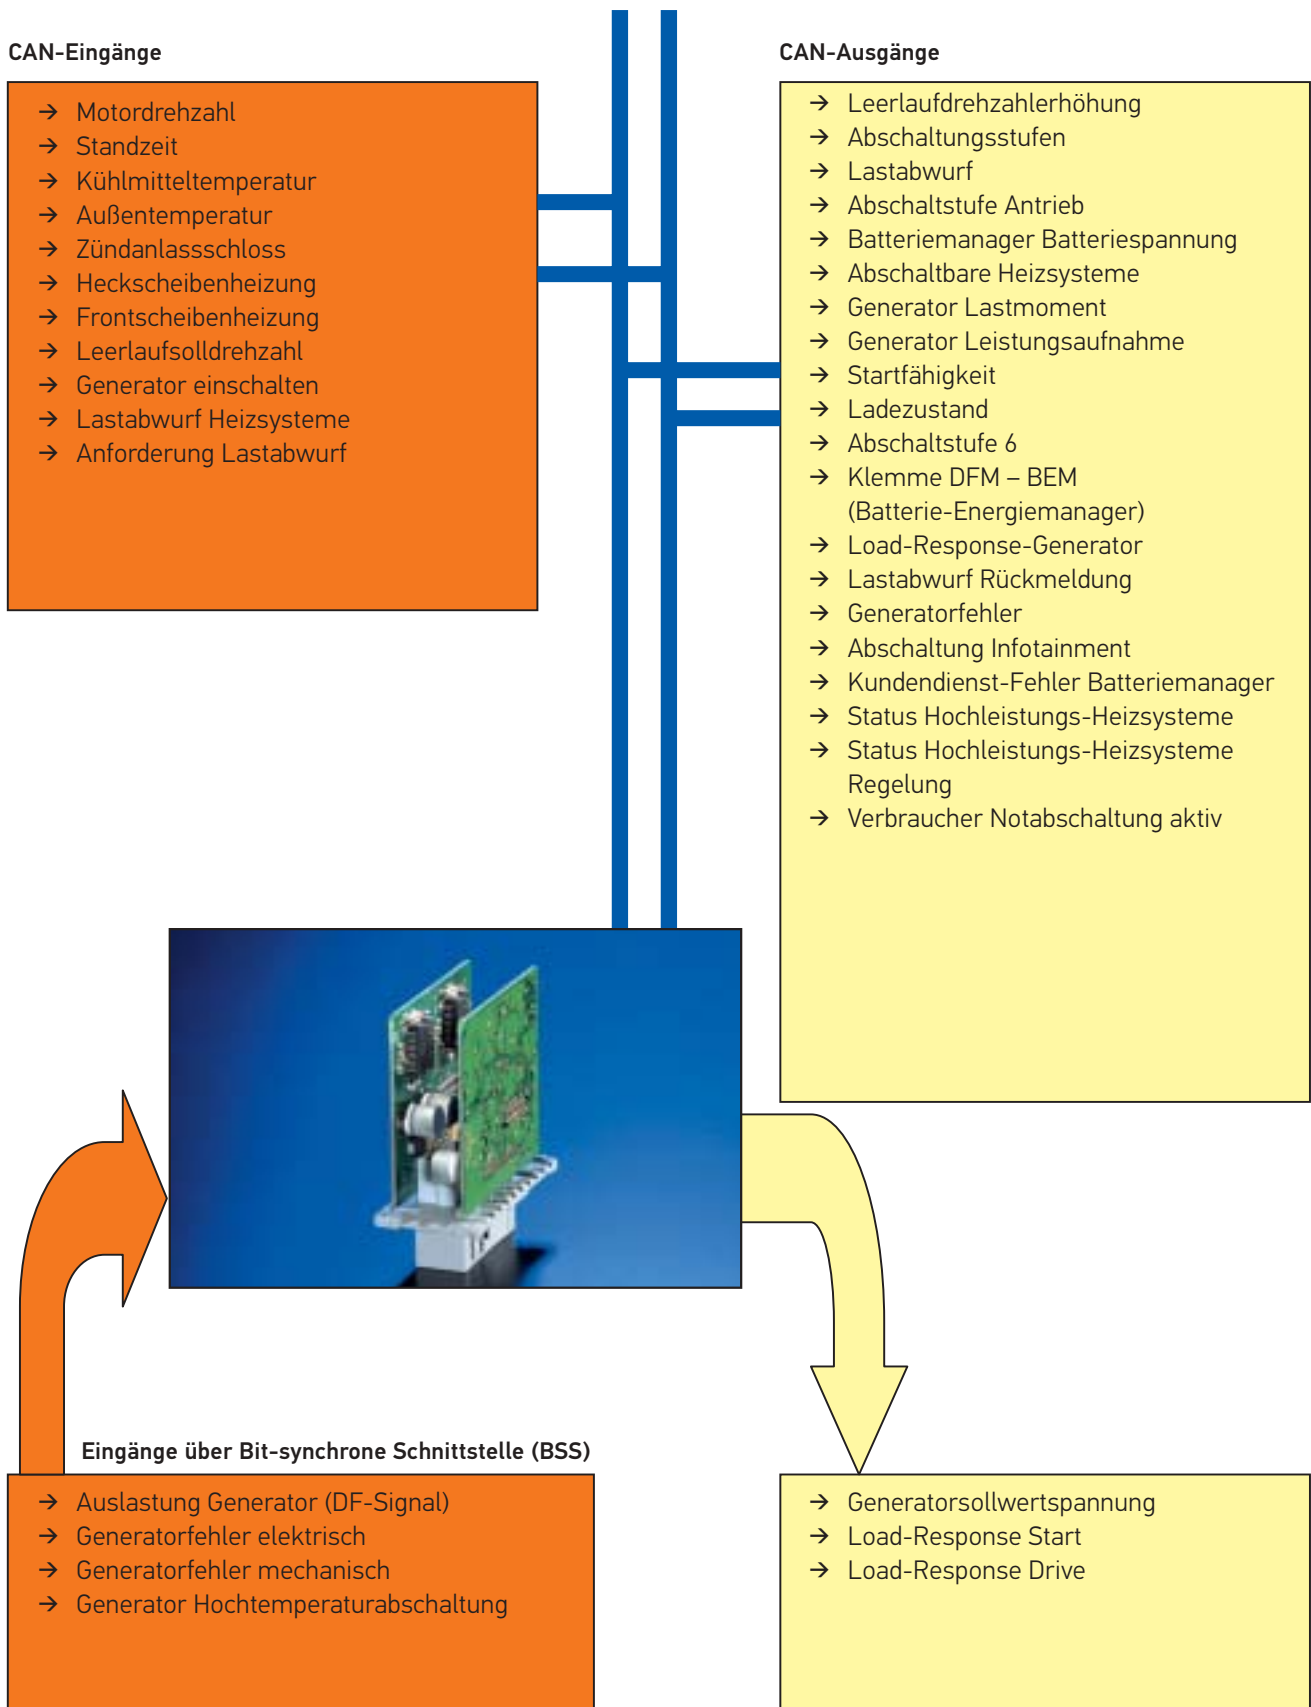 CAN-Eingänge
→ Motordrehzahl
→ Standzeit
→ Kühlmitteltemperatur
→ Außentemperatur
→ Zündanlassschloss
→ Heckscheibenheizung
→ Frontscheibenheizung
→ Leerlaufsolldrehzahl
→ Generator einschalten
→ Lastabwurf Heizsysteme
→ Anforderung Lastabwurf
CAN-Ausgänge
→ Leerlaufdrehzahlerhöhung
→ Abschaltungsstufen
→ Lastabwurf
→ Abschaltstufe Antrieb
→ Batteriemanager Batteriespannung
→ Abschaltbare Heizsysteme
→ Generator Lastmoment
→ Generator Leistungsaufnahme
→ Startfähigkeit
→ Ladezustand
→ Abschaltstufe 6
→ Klemme DFM – BEM
(Batterie-Energiemanager)
→ Load-Response-Generator
→ Lastabwurf Rückmeldung
→ Generatorfehler
→ Abschaltung Infotainment
→ Kundendienst-Fehler Batteriemanager
→ Status Hochleistungs-Heizsysteme
→ Status Hochleistungs-Heizsysteme
Regelung
→ Verbraucher Notabschaltung aktiv
Eingänge über Bit-synchrone Schnittstelle (BSS)
→ Auslastung Generator (DF-Signal)
→ Generatorfehler elektrisch
→ Generatorfehler mechanisch
→ Generator Hochtemperaturabschaltung
→ Generatorsollwertspannung
→ Load-Response Start
→ Load-Response Drive